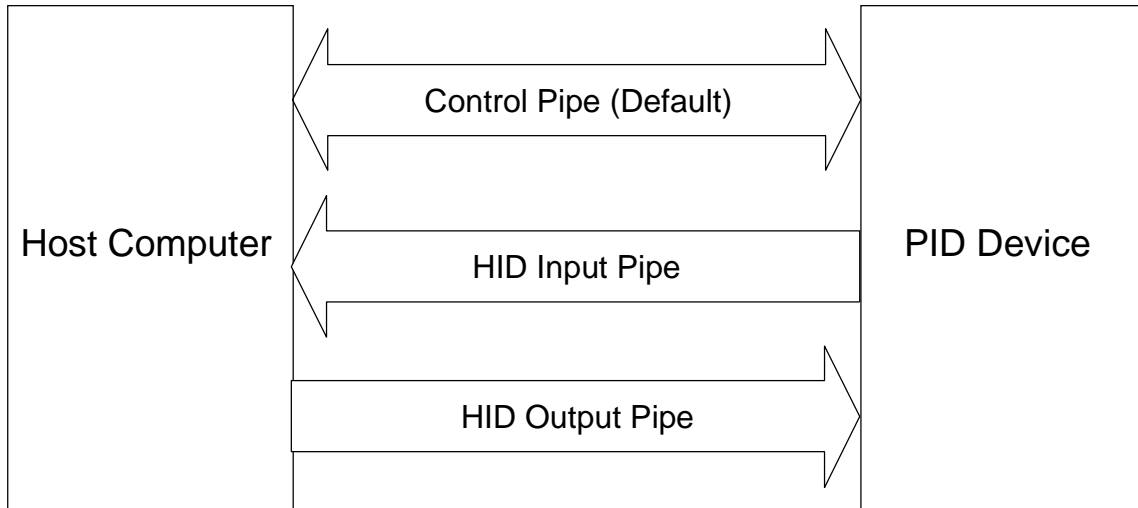 Control Pipe (Default)
Host Computer
PID Device
HID Input Pipe
HID Output Pipe